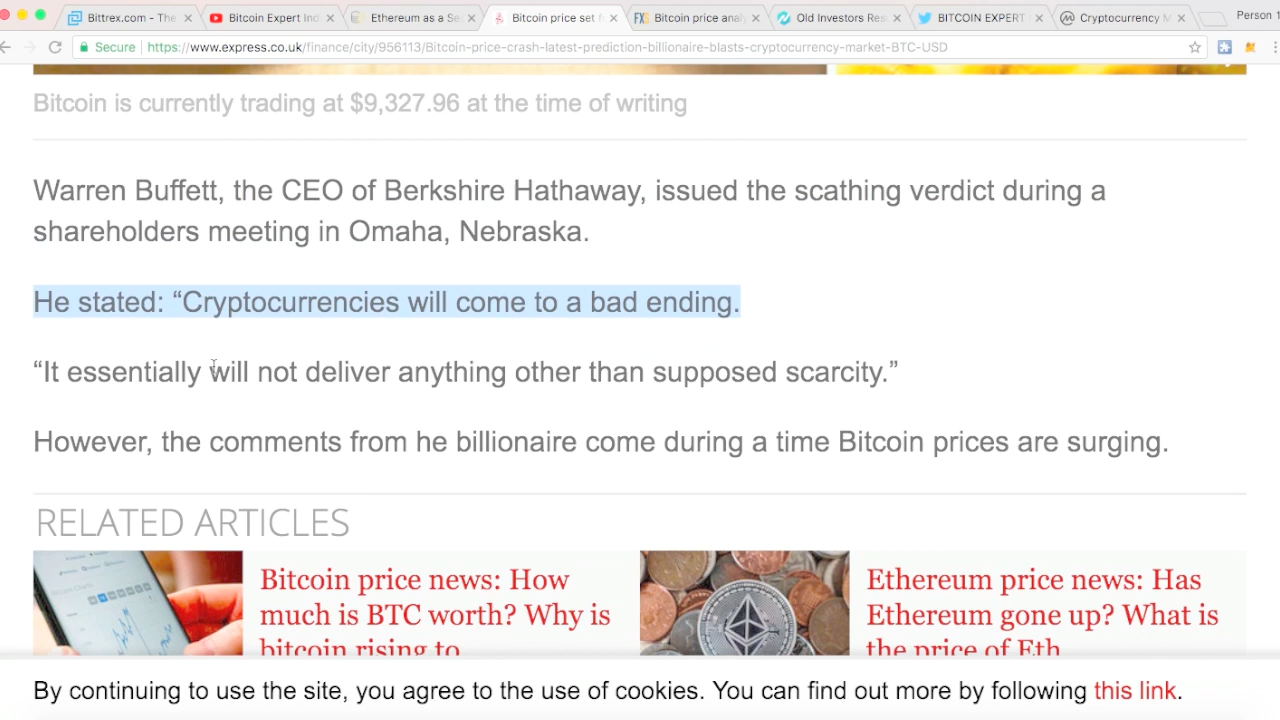 Bittrex.com - The
Bitcoin Expert Ind
Ethereum as a Se
Bitcoin price set f
Bitcoin price anal
Old Investors Res
BITCOIN EXPERT
Cryptocurrency M
Person 1
Secure
https://www.express.co.uk/finance/city/956113/Bitcoin-price-crash-latest-prediction-billionaire-blasts-cryptocurrency-market-BTC-USD
Bitcoin is currently trading at $9,327.96 at the time of writing
Warren Buffett, the CEO of Berkshire Hathaway, issued the scathing verdict during a
shareholders meeting in Omaha, Nebraska.
He stated: “Cryptocurrencies will come to a bad ending.
“It essentially will not deliver anything other than supposed scarcity.”
However, the comments from he billionaire come during a time Bitcoin prices are surging.
RELATED ARTICLES
Bitcoin price news: How
much is BTC worth? Why is
bitcoin rising to
Ethereum price news: Has
Ethereum gone up? What is
the price of Eth
By continuing to use the site, you agree to the use of cookies. You can find out more by following this link.